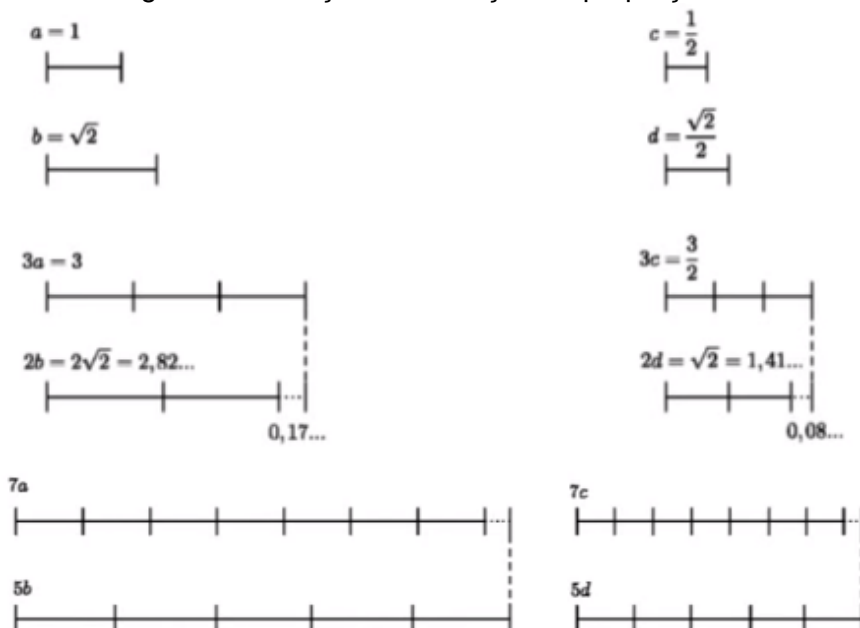 a = 1
c = 1/2
b = √2
d = √2/2
3a = 3
3c = 3/2
2b = 2√2 = 2,82...
2d = √2 = 1,41...
...
...
0,17...
0,08...
7a
7c
...
...
5b
5d